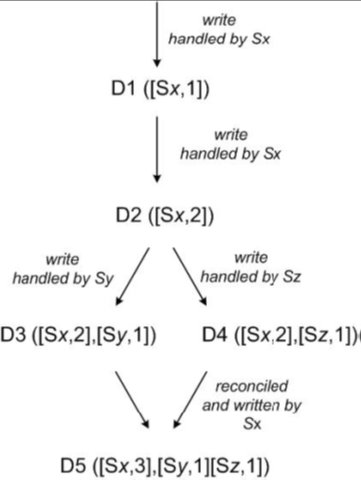 write
handled by Sx
D1 ([Sx,1])
write
handled by Sx
D2 ([Sx,2])
write
handled by Sy
write
handled by Sz
D3 ([Sx,2],[Sy,1])
D4 ([Sx,2],[Sz,1])(
reconciled
and written by
Sx
D5 ([Sx,3],[Sy,1][Sz,1])